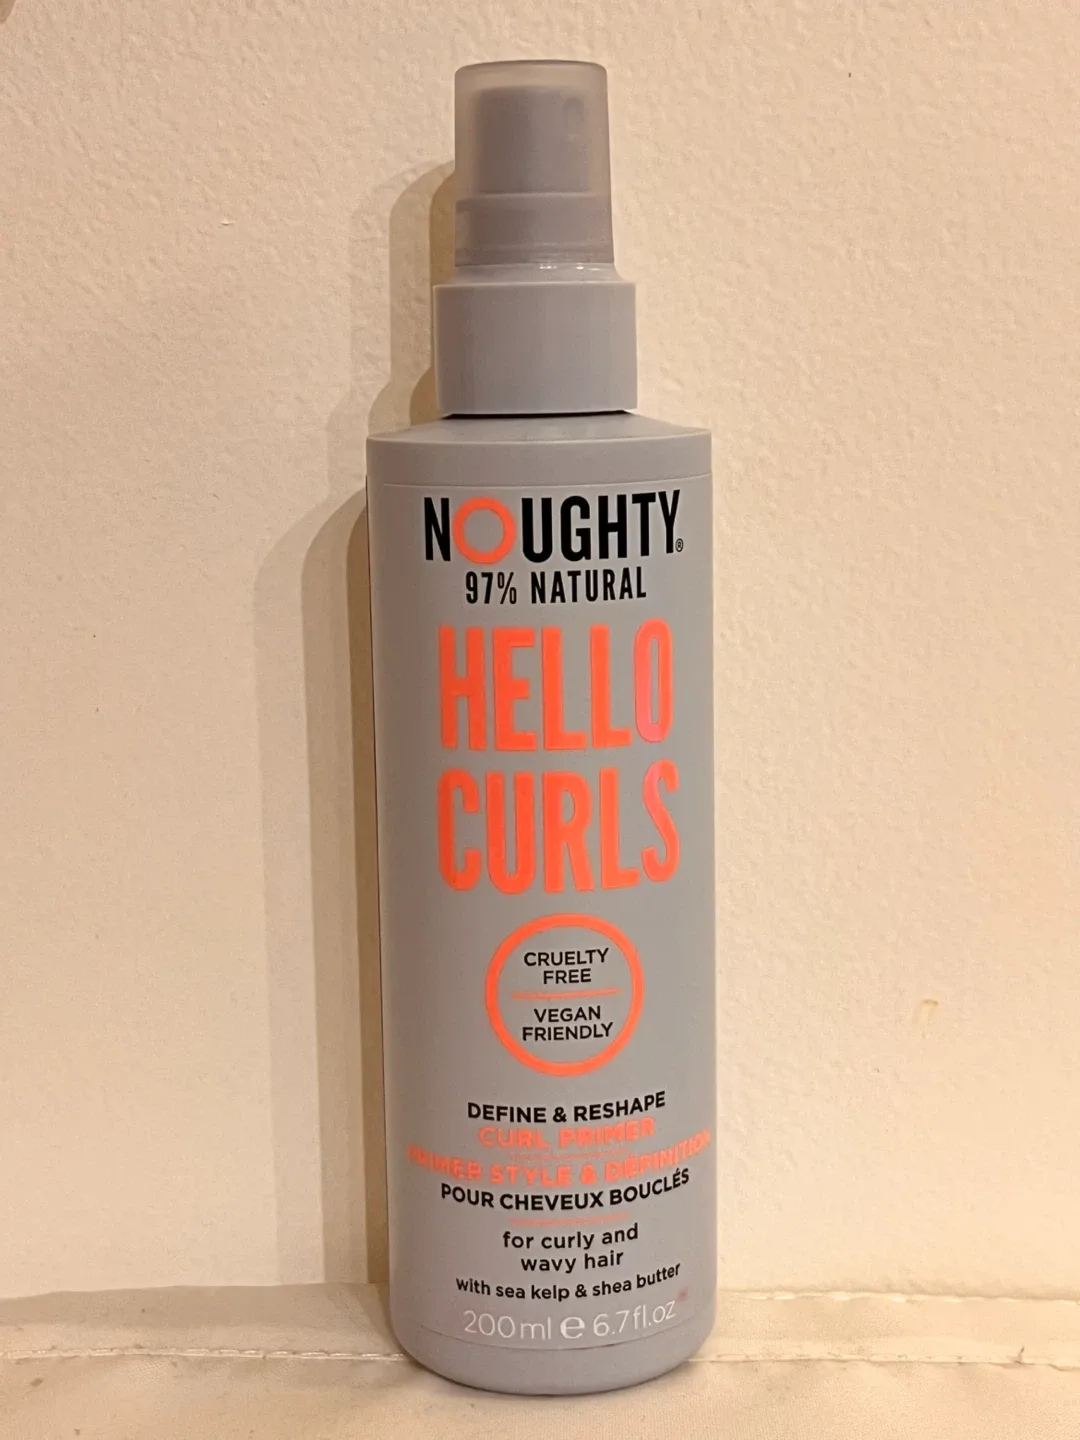 NOUGHTY®
97% NATURAL
HELLO
CURLS
CRUELTY
FREE
VEGAN
FRIENDLY
DEFINE & RESHAPE
CURL PRIMER
PRIMER STYLE & DÉFINITION
POUR CHEVEUX BOUCLÉS
for curly and
wavy hair
with sea kelp & shea butter
200ml e 6.7fl.oz